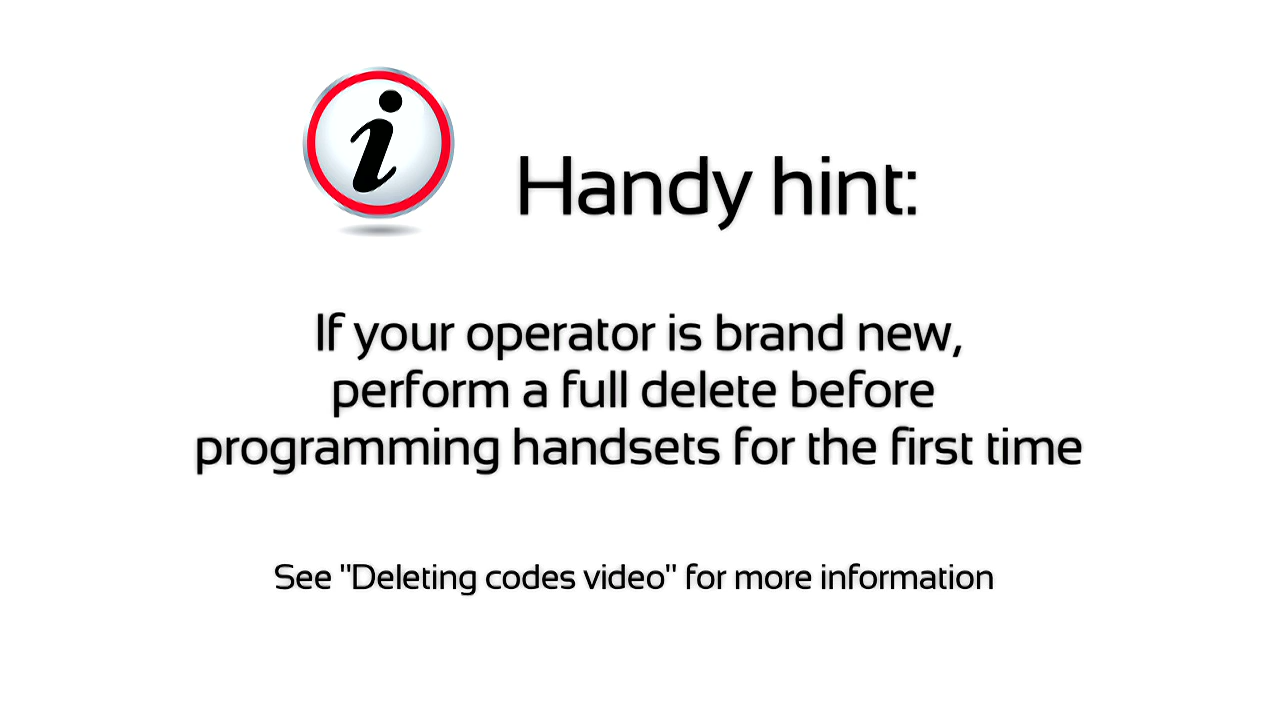 i
Handy hint:
If your operator is brand new,
perform a full delete before
programming handsets for the first time
See "Deleting codes video" for more information